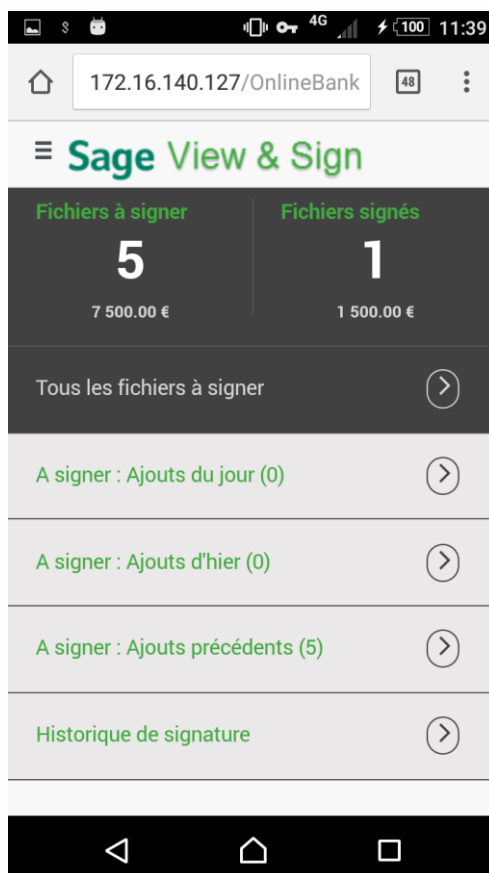 4G 100 11:39
172.16.140.127/OnlineBank 48
Sage View & Sign
Fichiers à signer Fichiers signés
5 1
7 500.00 € 1 500.00 €
Tous les fichiers à signer
A signer : Ajouts du jour (0)
A signer : Ajouts d'hier (0)
A signer : Ajouts précédents (5)
Historique de signature